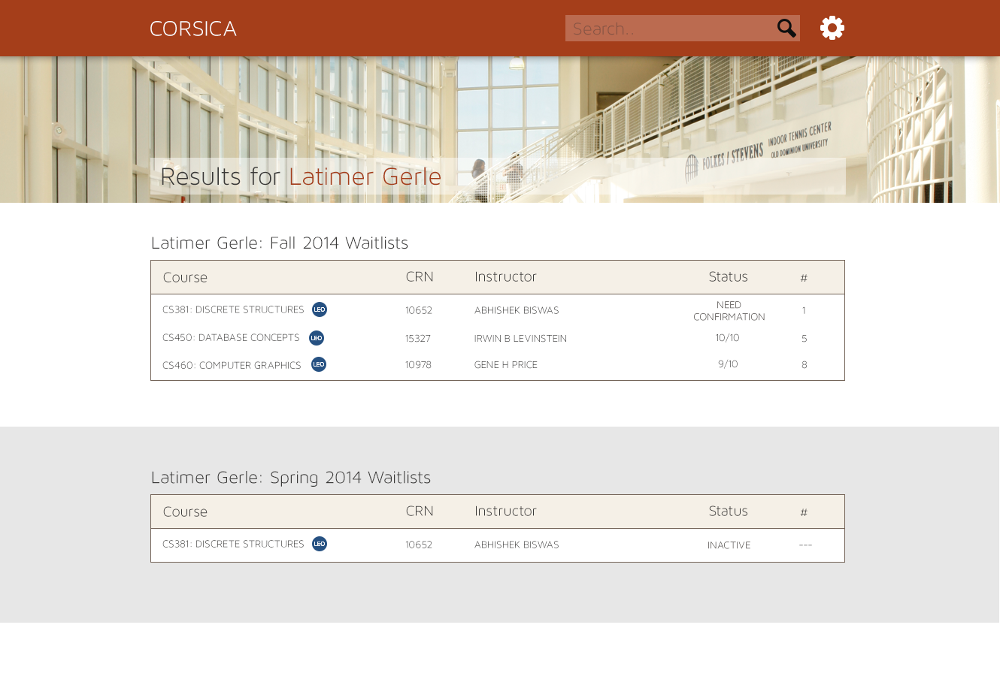 CORSICA
Search..
FOLKES / STEVENS
INDOOR TENNIS CENTER
OLD DOMINION UNIVERSITY
Results for Latimer Gerle
Latimer Gerle: Fall 2014 Waitlists
Course CRN Instructor Status #
CS381: DISCRETE STRUCTURES LEO 10652 ABHISHEK BISWAS NEED CONFIRMATION 1
CS450: DATABASE CONCEPTS LEO 15327 IRWIN B LEVINSTEIN 10/10 5
CS460: COMPUTER GRAPHICS LEO 10978 GENE H PRICE 9/10 8
Latimer Gerle: Spring 2014 Waitlists
Course CRN Instructor Status #
CS381: DISCRETE STRUCTURES LEO 10652 ABHISHEK BISWAS INACTIVE ---